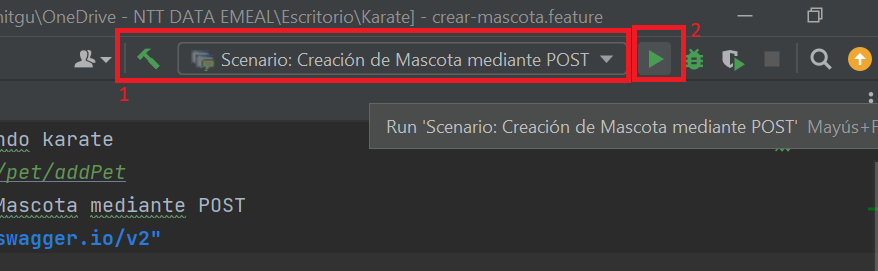 nitgu\OneDrive - NTT DATA EMEAL\Escritorio\Karate] - crear-mascota.feature
2
Scenario: Creación de Mascota mediante POST
1
Run 'Scenario: Creación de Mascota mediante POST' Mayús+F
ndo karate
/pet/addPet
Mascota mediante POST
swagger.io/v2"